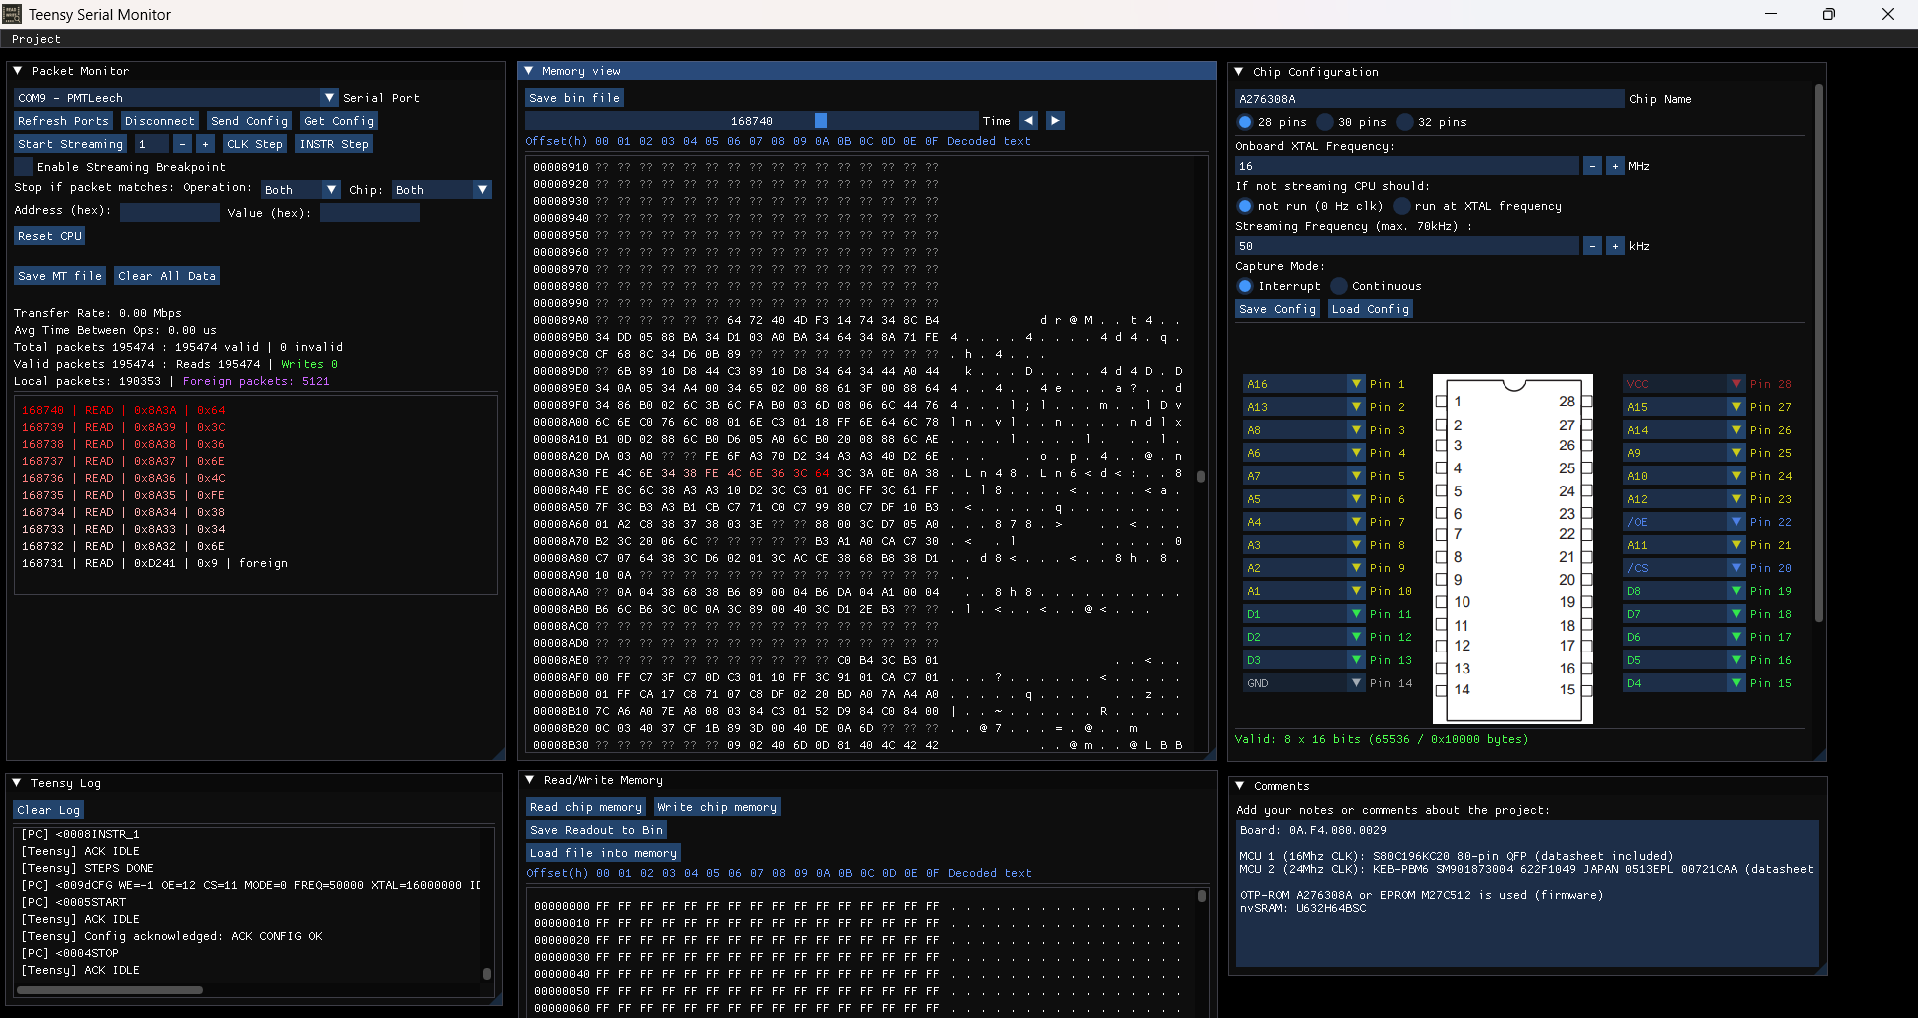 Teensy Serial Monitor
Project
Packet Monitor
COM9 - PMTLeech Serial Port
Refresh Ports Disconnect Send Config Get Config
Start Streaming 1 - + CLK Step INSTR Step
Enable Streaming Breakpoint
Stop if packet matches: Operation: Both Chip: Both
Address (hex): Value (hex):
Reset CPU
Save MT file Clear All Data
Transfer Rate: 0.00 Mbps
Avg Time Between Ops: 0.00 us
Total packets 195474 : 195474 valid | 0 invalid
Valid packets 195474 : Reads 195474 | Writes 0
Local packets: 190353 | Foreign packets: 5121
168740 | READ | 0x8A3A | 0x64
168739 | READ | 0x8A39 | 0x3C
168738 | READ | 0x8A38 | 0x36
168737 | READ | 0x8A37 | 0x6E
168736 | READ | 0x8A36 | 0x4C
168735 | READ | 0x8A35 | 0xFE
168734 | READ | 0x8A34 | 0x38
168733 | READ | 0x8A33 | 0x34
168732 | READ | 0x8A32 | 0x6E
168731 | READ | 0xD241 | 0x9 | foreign
Teensy Log
Clear Log
[PC] <0008INSTR_1
[Teensy] ACK IDLE
[Teensy] STEPS DONE
[PC] <009dCFG WE=-1 OE=12 CS=11 MODE=0 FREQ=50000 XTAL=16000000 ID
[PC] <0005START
[Teensy] ACK IDLE
[Teensy] Config acknowledged: ACK CONFIG OK
[PC] <0004STOP
[Teensy] ACK IDLE
Memory view
Save bin file
168740 Time
Offset(h) 00 01 02 03 04 05 06 07 08 09 0A 0B 0C 0D 0E 0F Decoded text
00008910 ?? ?? ?? ?? ?? ?? ?? ?? ?? ?? ?? ?? ?? ?? ?? ??
00008920 ?? ?? ?? ?? ?? ?? ?? ?? ?? ?? ?? ?? ?? ?? ?? ??
00008930 ?? ?? ?? ?? ?? ?? ?? ?? ?? ?? ?? ?? ?? ?? ?? ??
00008940 ?? ?? ?? ?? ?? ?? ?? ?? ?? ?? ?? ?? ?? ?? ?? ??
00008950 ?? ?? ?? ?? ?? ?? ?? ?? ?? ?? ?? ?? ?? ?? ?? ??
00008960 ?? ?? ?? ?? ?? ?? ?? ?? ?? ?? ?? ?? ?? ?? ?? ??
00008970 ?? ?? ?? ?? ?? ?? ?? ?? ?? ?? ?? ?? ?? ?? ?? ??
00008980 ?? ?? ?? ?? ?? ?? ?? ?? ?? ?? ?? ?? ?? ?? ?? ??
00008990 ?? ?? ?? ?? ?? ?? ?? ?? ?? ?? ?? ?? ?? ?? ?? ??
000089A0 ?? ?? ?? ?? ?? ?? 64 72 40 4D F3 14 74 34 8C B4 d r @ M . . t 4 . .
000089B0 34 DD 05 88 BA 34 D1 03 A0 BA 34 64 34 8A 71 FE 4 . . . . 4 . . . . 4 d 4 . q .
000089C0 CF 68 8C 34 D6 0B 89 ?? ?? ?? ?? ?? ?? ?? ?? ?? . h . 4 . . .
000089D0 ?? 6B 89 10 D8 44 C3 89 10 D8 34 64 34 44 A0 44 k . . . D . . . . 4 d 4 D . D
000089E0 34 0A 05 34 A4 00 34 65 02 00 88 61 3F 00 88 64 4 . . 4 . . 4 e . . . a ? . . d
000089F0 34 86 B0 02 6C 3B 6C FA B0 03 6D 08 06 6C 44 76 4 . . . l ; l . . . m . . l D v
00008A00 6C 6E C0 76 6C 08 01 6E C3 01 18 FF 6E 64 6C 78 l n . v l . . n . . . . n d l x
00008A10 B1 0D 02 88 6C B0 D6 05 A0 6C B0 20 08 88 6C AE . . . . l . . . . l . . . l .
00008A20 DA 03 A0 ?? ?? FE 6F A3 70 D2 34 A3 A3 40 D2 6E . . . . o . p . 4 . . @ . n
00008A30 FE 4C 6E 34 38 FE 4C 6E 36 3C 64 3C 3A 0E 0A 38 . L n 4 8 . L n 6 < d < : . . 8
00008A40 FE 8C 6C 38 A3 A3 10 D2 3C C3 01 0C FF 3C 61 FF . . l 8 . . . . < . . . . < a .
00008A50 7F 3C B3 A3 B1 CB C7 71 C0 C7 99 80 C7 DF 10 B3 . < . . . . . q . . . . . . . .
00008A60 01 A2 C8 38 37 38 03 3E ?? ?? 88 00 3C D7 05 A0 . . . 8 7 8 . > . . < . . .
00008A70 B2 3C 20 06 6C ?? ?? ?? ?? ?? B3 A1 A0 CA C7 30 . < . l . . . . . 0
00008A80 C7 07 64 38 3C D6 02 01 3C AC CE 38 68 B8 38 D1 . . d 8 < . . . < . . 8 h . 8 .
00008A90 10 0A ?? ?? ?? ?? ?? ?? ?? ?? ?? ?? ?? ?? ?? ?? . .
00008AA0 ?? 0A 04 38 68 38 B6 89 00 04 B6 DA 04 A1 00 04 . . 8 h 8 . . . . . . . . . .
00008AB0 B6 6C B6 3C 0C 0A 3C 89 00 40 3C D1 2E B3 ?? ?? . l . < . . < . . @ < . . .
00008AC0 ?? ?? ?? ?? ?? ?? ?? ?? ?? ?? ?? ?? ?? ?? ?? ??
00008AD0 ?? ?? ?? ?? ?? ?? ?? ?? ?? ?? ?? ?? ?? ?? ?? ??
00008AE0 ?? ?? ?? ?? ?? ?? ?? ?? ?? ?? ?? C0 B4 3C B3 01 . . < . .
00008AF0 00 FF C7 3F C7 0D C3 01 10 FF 3C 91 01 CA C7 01 . . . ? . . . . . . < . . . . .
00008B00 01 FF CA 17 C8 71 07 C8 DF 02 20 BD A0 7A A4 A0 . . . . . q . . . . . . z . .
00008B10 7C A6 A0 7E A8 08 03 84 C3 01 52 D9 84 C0 84 00 | . . ~ . . . . . . R . . . . .
00008B20 0C 03 40 37 CF 1B 89 3D 00 40 DE 0A 6D ?? ?? ?? . . @ 7 . . . = . @ . . m
00008B30 ?? ?? ?? ?? ?? ?? 09 02 40 6D 0D 81 40 4C 42 42 . . @ m . . @ L B B
Read/Write Memory
Read chip memory Write chip memory
Save Readout to Bin
Load file into memory
Offset(h) 00 01 02 03 04 05 06 07 08 09 0A 0B 0C 0D 0E 0F Decoded text
00000000 FF FF FF FF FF FF FF FF FF FF FF FF FF FF FF FF . . . . . . . . . . . . . . . .
00000010 FF FF FF FF FF FF FF FF FF FF FF FF FF FF FF FF . . . . . . . . . . . . . . . .
00000020 FF FF FF FF FF FF FF FF FF FF FF FF FF FF FF FF . . . . . . . . . . . . . . . .
00000030 FF FF FF FF FF FF FF FF FF FF FF FF FF FF FF FF . . . . . . . . . . . . . . . .
00000040 FF FF FF FF FF FF FF FF FF FF FF FF FF FF FF FF . . . . . . . . . . . . . . . .
00000050 FF FF FF FF FF FF FF FF FF FF FF FF FF FF FF FF . . . . . . . . . . . . . . . .
00000060 FF FF FF FF FF FF FF FF FF FF FF FF FF FF FF FF . . . . . . . . . . . . . . . .
Chip Configuration
A276308A Chip Name
28 pins 30 pins 32 pins
Onboard XTAL Frequency:
16 - + MHz
If not streaming CPU should:
not run (0 Hz clk) run at XTAL frequency
Streaming Frequency (max. 70kHz) :
50 - + kHz
Capture Mode:
Interrupt Continuous
Save Config Load Config
A16 Pin 1 1 28 VCC Pin 28
A13 Pin 2 2 27 A15 Pin 27
A8 Pin 3 3 26 A14 Pin 26
A6 Pin 4 4 25 A9 Pin 25
A7 Pin 5 5 24 A10 Pin 24
A5 Pin 6 6 23 A12 Pin 23
A4 Pin 7 7 22 /OE Pin 22
A3 Pin 8 8 21 A11 Pin 21
A2 Pin 9 9 20 /CS Pin 20
A1 Pin 10 10 19 D8 Pin 19
D1 Pin 11 11 18 D7 Pin 18
D2 Pin 12 12 17 D6 Pin 17
D3 Pin 13 13 16 D5 Pin 16
GND Pin 14 14 15 D4 Pin 15
Valid: 8 x 16 bits (65536 / 0x10000 bytes)
Comments
Add your notes or comments about the project:
Board: 0A.F4.080.0029
MCU 1 (16Mhz CLK): S80C196KC20 80-pin QFP (datasheet included)
MCU 2 (24Mhz CLK): KEB-PBM6 SM901873004 622F1049 JAPAN 0513EPL 00721CAA (datasheet
OTP-ROM A276308A or EPROM M27C512 is used (firmware)
nvSRAM: U632H64BSC